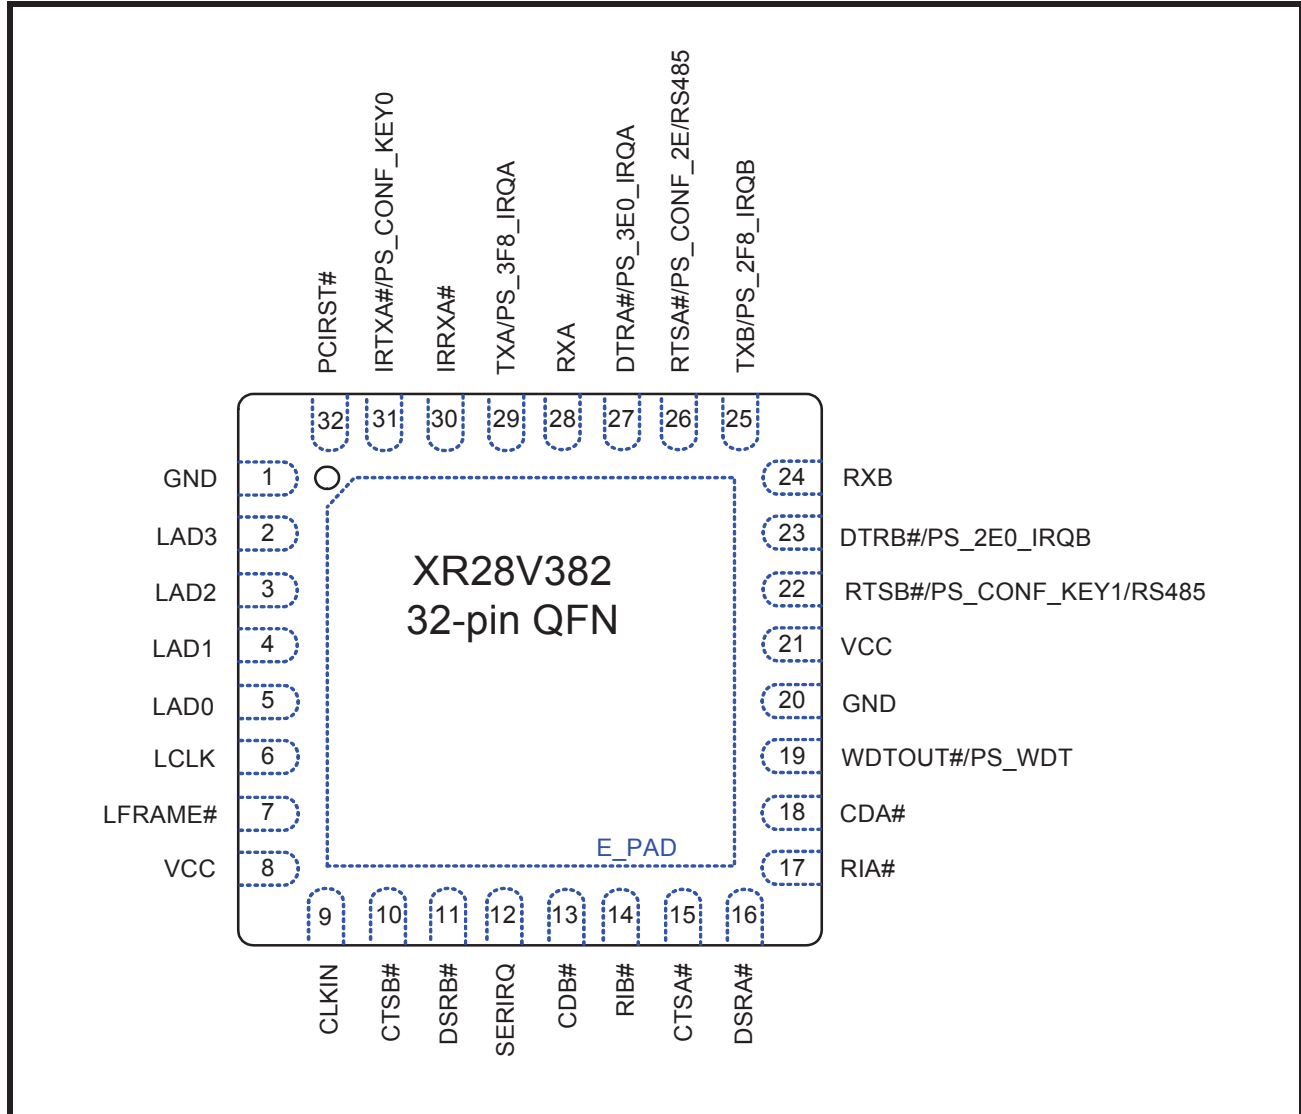 PCIRST#
IRTXA#/PS_CONF_KEY0
IRRXA#
TXA/PS_3F8_IRQA
RXA
DTRA#/PS_3E0_IRQA
RTSA#/PS_CONF_2E/RS485
TXB/PS_2F8_IRQB
32
31
30
29
28
27
26
25
GND
1
LAD3
2
LAD2
3
LAD1
4
LAD0
5
LCLK
6
LFRAME#
7
VCC
8
XR28V382
32-pin QFN
E_PAD
24
RXB
23
DTRB#/PS_2E0_IRQB
22
RTSB#/PS_CONF_KEY1/RS485
21
VCC
20
GND
19
WDTOUT#/PS_WDT
18
CDA#
17
RIA#
9
10
11
12
13
14
15
16
CLKIN
CTSB#
DSRB#
SERIRQ
CDB#
RIB#
CTSA#
DSRA#